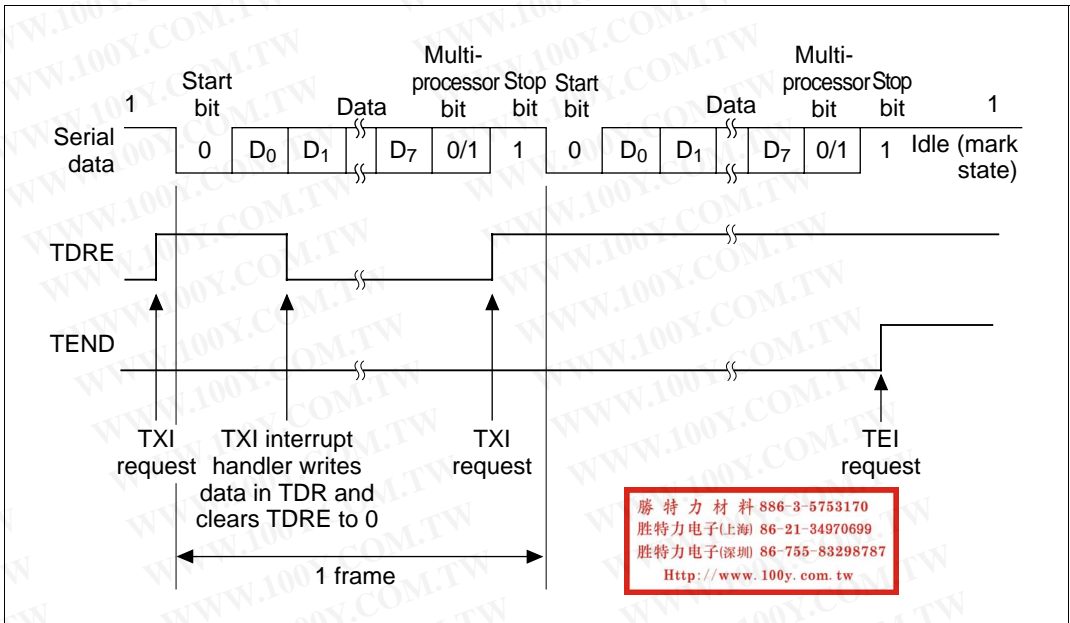 Multi-
processor
bit
Multi-
processor
bit
Start
bit
Stop
bit
Start
bit
Stop
bit
1
Data
Data
1
Serial
data
0 D0 D1 D7 0/1 1 0 D0 D1 D7 0/1 1
Idle (mark
state)
TDRE
TEND
TXI
request
TXI interrupt
handler writes
data in TDR and
clears TDRE to 0
TXI
request
TEI
request
1 frame
勝特力材料 886-3-5753170
胜特力电子(上海) 86-21-34970699
胜特力电子(深圳) 86-755-83298787
Http://www.100y.com.tw
WWW.100Y.COM.TW